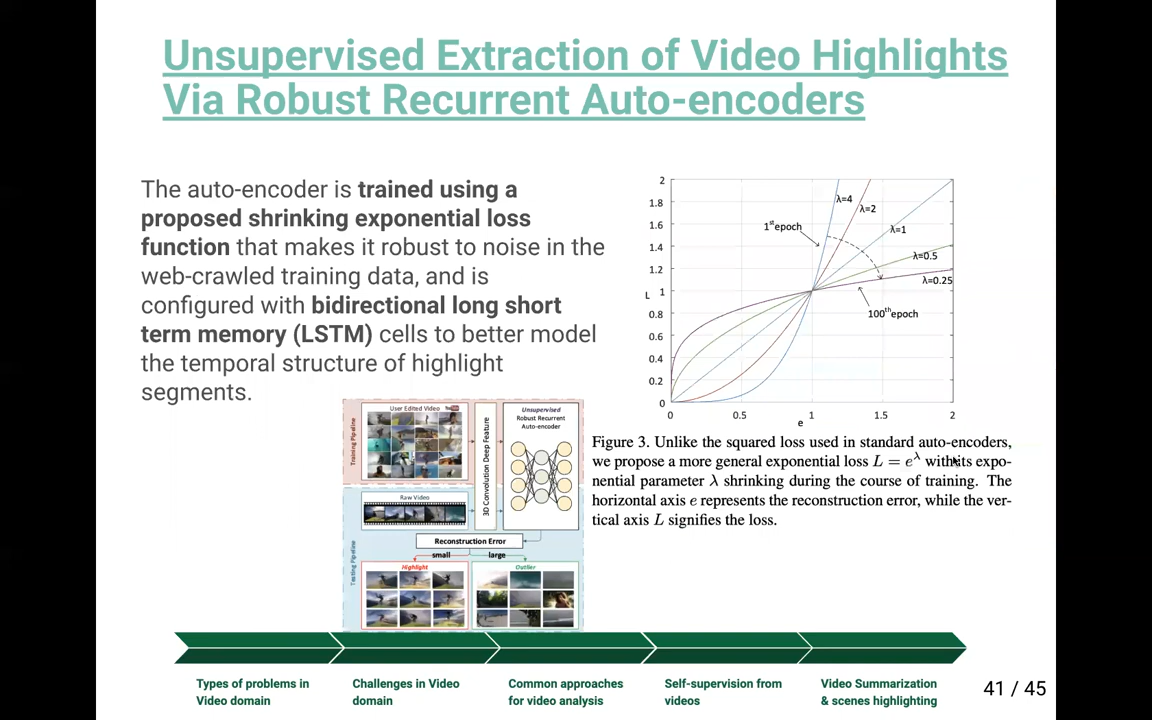 Unsupervised Extraction of Video Highlights
Via Robust Recurrent Auto-encoders
The auto-encoder is trained using a
proposed shrinking exponential loss
function that makes it robust to noise in the
web-crawled training data, and is
configured with bidirectional long short
term memory (LSTM) cells to better model
the temporal structure of highlight
segments.
Training Pipeline
User Edited Video
3D Convolution Deep Feature
Unsupervised
Robust Recurrent
Auto-encoder
Testing Pipeline
Raw Video
Reconstruction Error
small large
Highlight
Outlier
2
1.8
1.6
1.4
1.2
L 1
0.8
0.6
0.4
0.2
0
0 0.5 1 1.5 2
e
λ=4
λ=2
λ=1
λ=0.5
λ=0.25
1st epoch
100th epoch
Figure 3. Unlike the squared loss used in standard auto-encoders,
we propose a more general exponential loss L = e^λ with its expo-
nential parameter λ shrinking during the course of training. The
horizontal axis e represents the reconstruction error, while the ver-
tical axis L signifies the loss.
Types of problems in
Video domain
Challenges in Video
domain
Common approaches
for video analysis
Self-supervision from
videos
Video Summarization
& scenes highlighting
41 / 45